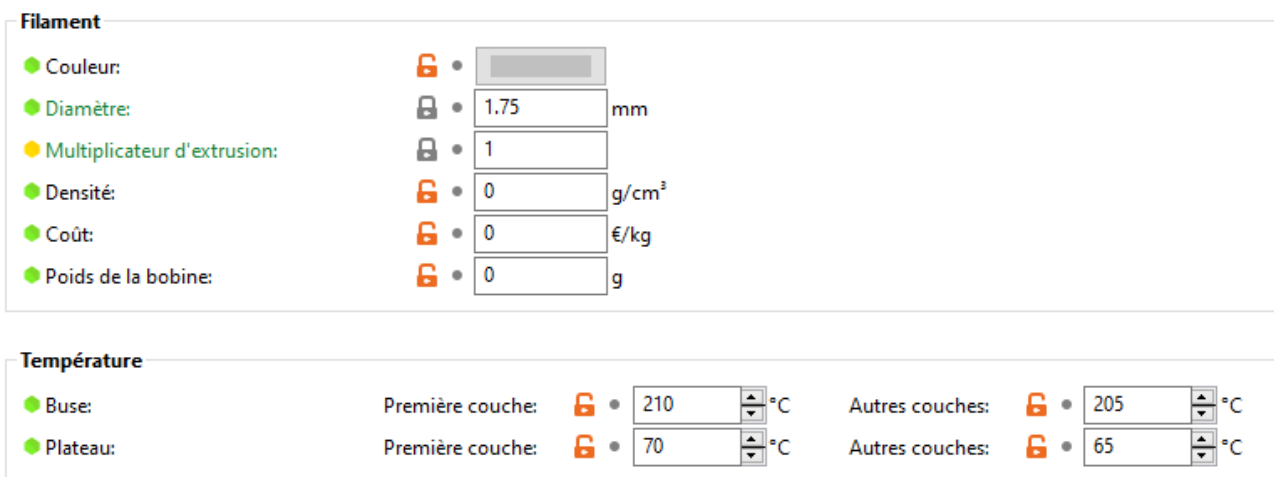 Filament
Couleur:
Diamètre: 1.75 mm
Multiplicateur d'extrusion: 1
Densité: 0 g/cm³
Coût: 0 €/kg
Poids de la bobine: 0 g
Température
Buse: Première couche: 210 °C Autres couches: 205 °C
Plateau: Première couche: 70 °C Autres couches: 65 °C